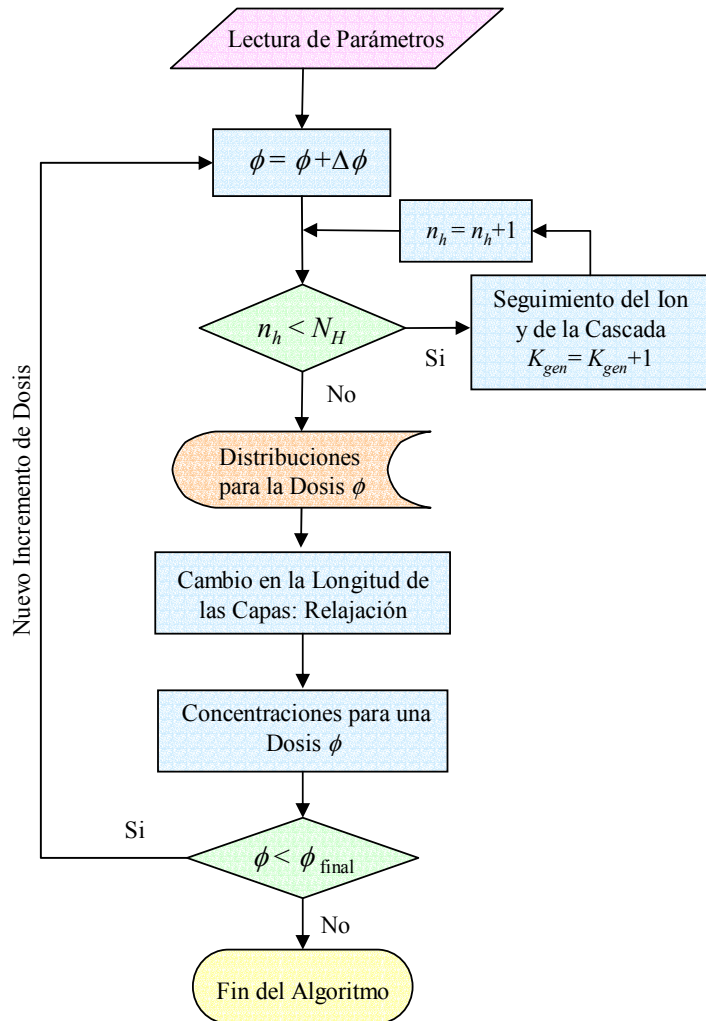 Lectura de Parámetros
ϕ = ϕ+Δϕ
n_h = n_h+1
n_h < N_H
Si
Seguimiento del Ion
y de la Cascada
K_gen = K_gen+1
No
Distribuciones
para la Dosis ϕ
Cambio en la Longitud de
las Capas: Relajación
Concentraciones para una
Dosis ϕ
Nuevo Incremento de Dosis
Si
ϕ < ϕ_final
No
Fin del Algoritmo